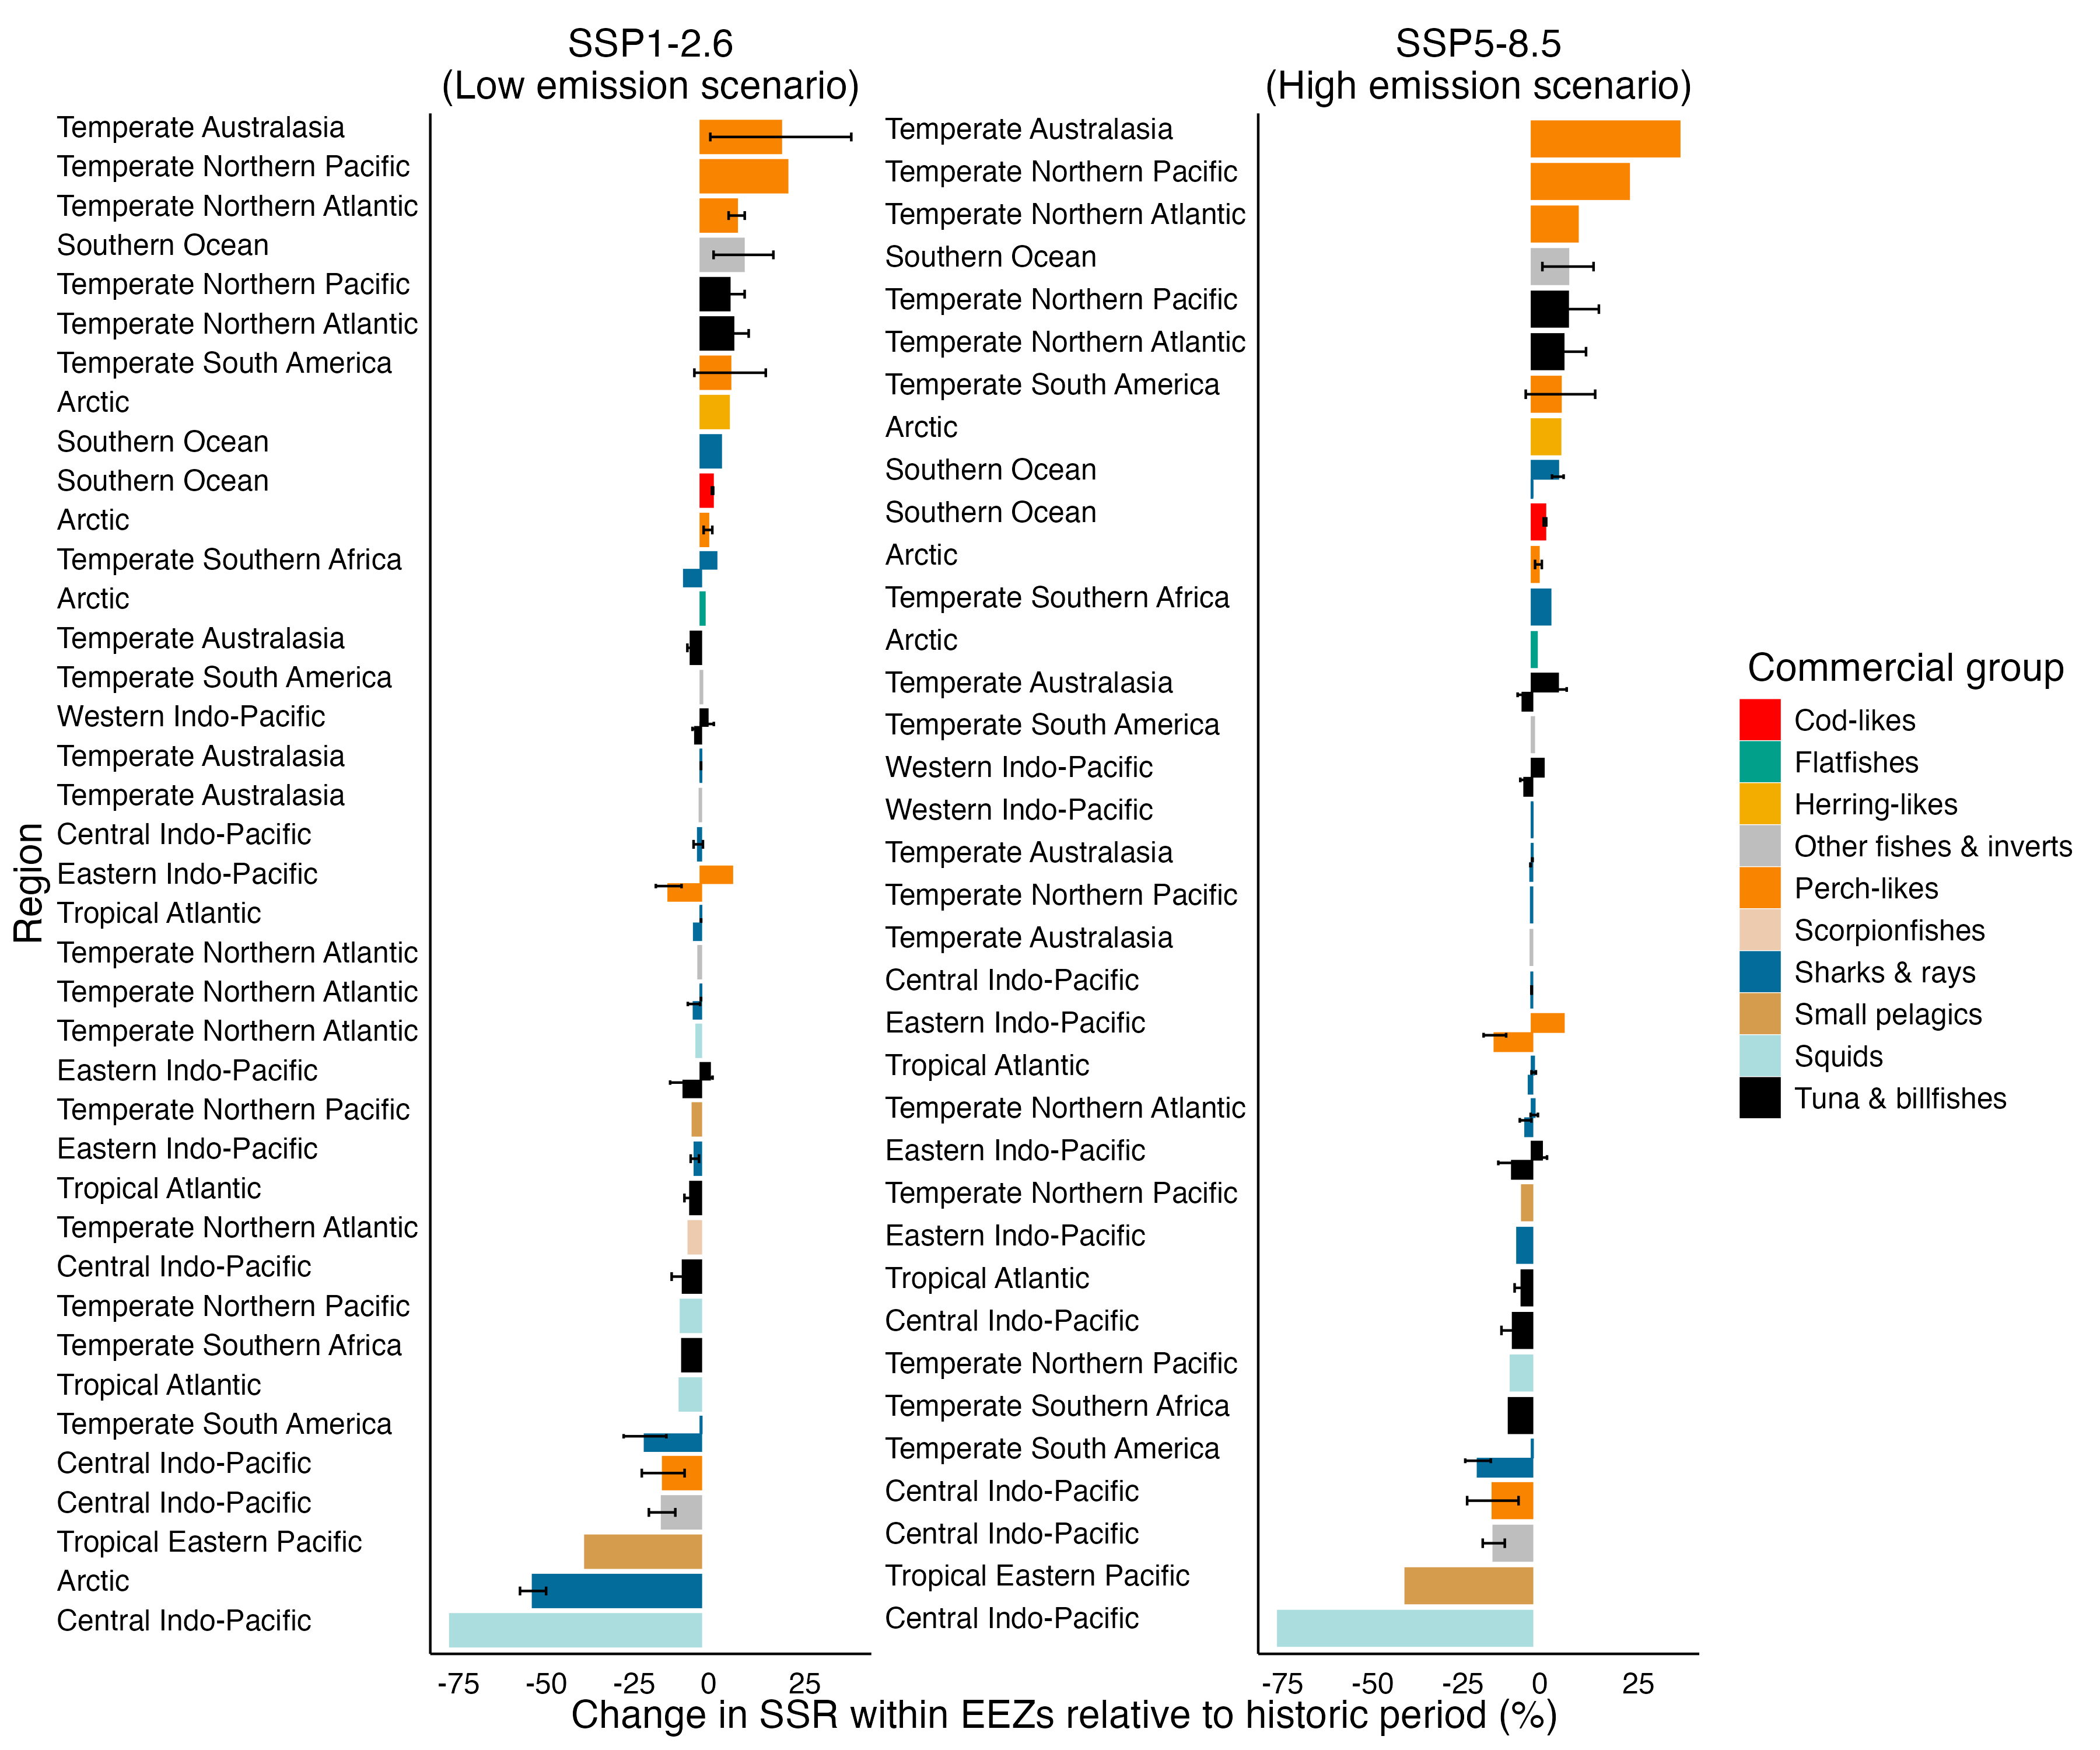 SSP1-2.6
(Low emission scenario)
SSP5-8.5
(High emission scenario)
Region
Temperate Australasia
Temperate Northern Pacific
Temperate Northern Atlantic
Southern Ocean
Temperate Northern Pacific
Temperate Northern Atlantic
Temperate South America
Arctic
Southern Ocean
Southern Ocean
Arctic
Temperate Southern Africa
Arctic
Temperate Australasia
Temperate South America
Western Indo-Pacific
Temperate Australasia
Temperate Australasia
Central Indo-Pacific
Eastern Indo-Pacific
Tropical Atlantic
Temperate Northern Atlantic
Temperate Northern Atlantic
Temperate Northern Atlantic
Eastern Indo-Pacific
Temperate Northern Pacific
Eastern Indo-Pacific
Tropical Atlantic
Temperate Northern Atlantic
Central Indo-Pacific
Temperate Northern Pacific
Temperate Southern Africa
Tropical Atlantic
Temperate South America
Central Indo-Pacific
Central Indo-Pacific
Tropical Eastern Pacific
Arctic
Central Indo-Pacific
-75 -50 -25 0 25
Temperate Australasia
Temperate Northern Pacific
Temperate Northern Atlantic
Southern Ocean
Temperate Northern Pacific
Temperate Northern Atlantic
Temperate South America
Arctic
Southern Ocean
Southern Ocean
Arctic
Temperate Southern Africa
Arctic
Temperate Australasia
Temperate South America
Western Indo-Pacific
Western Indo-Pacific
Temperate Australasia
Temperate Northern Pacific
Temperate Australasia
Central Indo-Pacific
Eastern Indo-Pacific
Tropical Atlantic
Temperate Northern Atlantic
Eastern Indo-Pacific
Temperate Northern Pacific
Eastern Indo-Pacific
Tropical Atlantic
Central Indo-Pacific
Temperate Northern Pacific
Temperate Southern Africa
Temperate South America
Central Indo-Pacific
Central Indo-Pacific
Tropical Eastern Pacific
Central Indo-Pacific
-75 -50 -25 0 25
Change in SSR within EEZs relative to historic period (%)
Commercial group
Cod-likes
Flatfishes
Herring-likes
Other fishes & inverts
Perch-likes
Scorpionfishes
Sharks & rays
Small pelagics
Squids
Tuna & billfishes